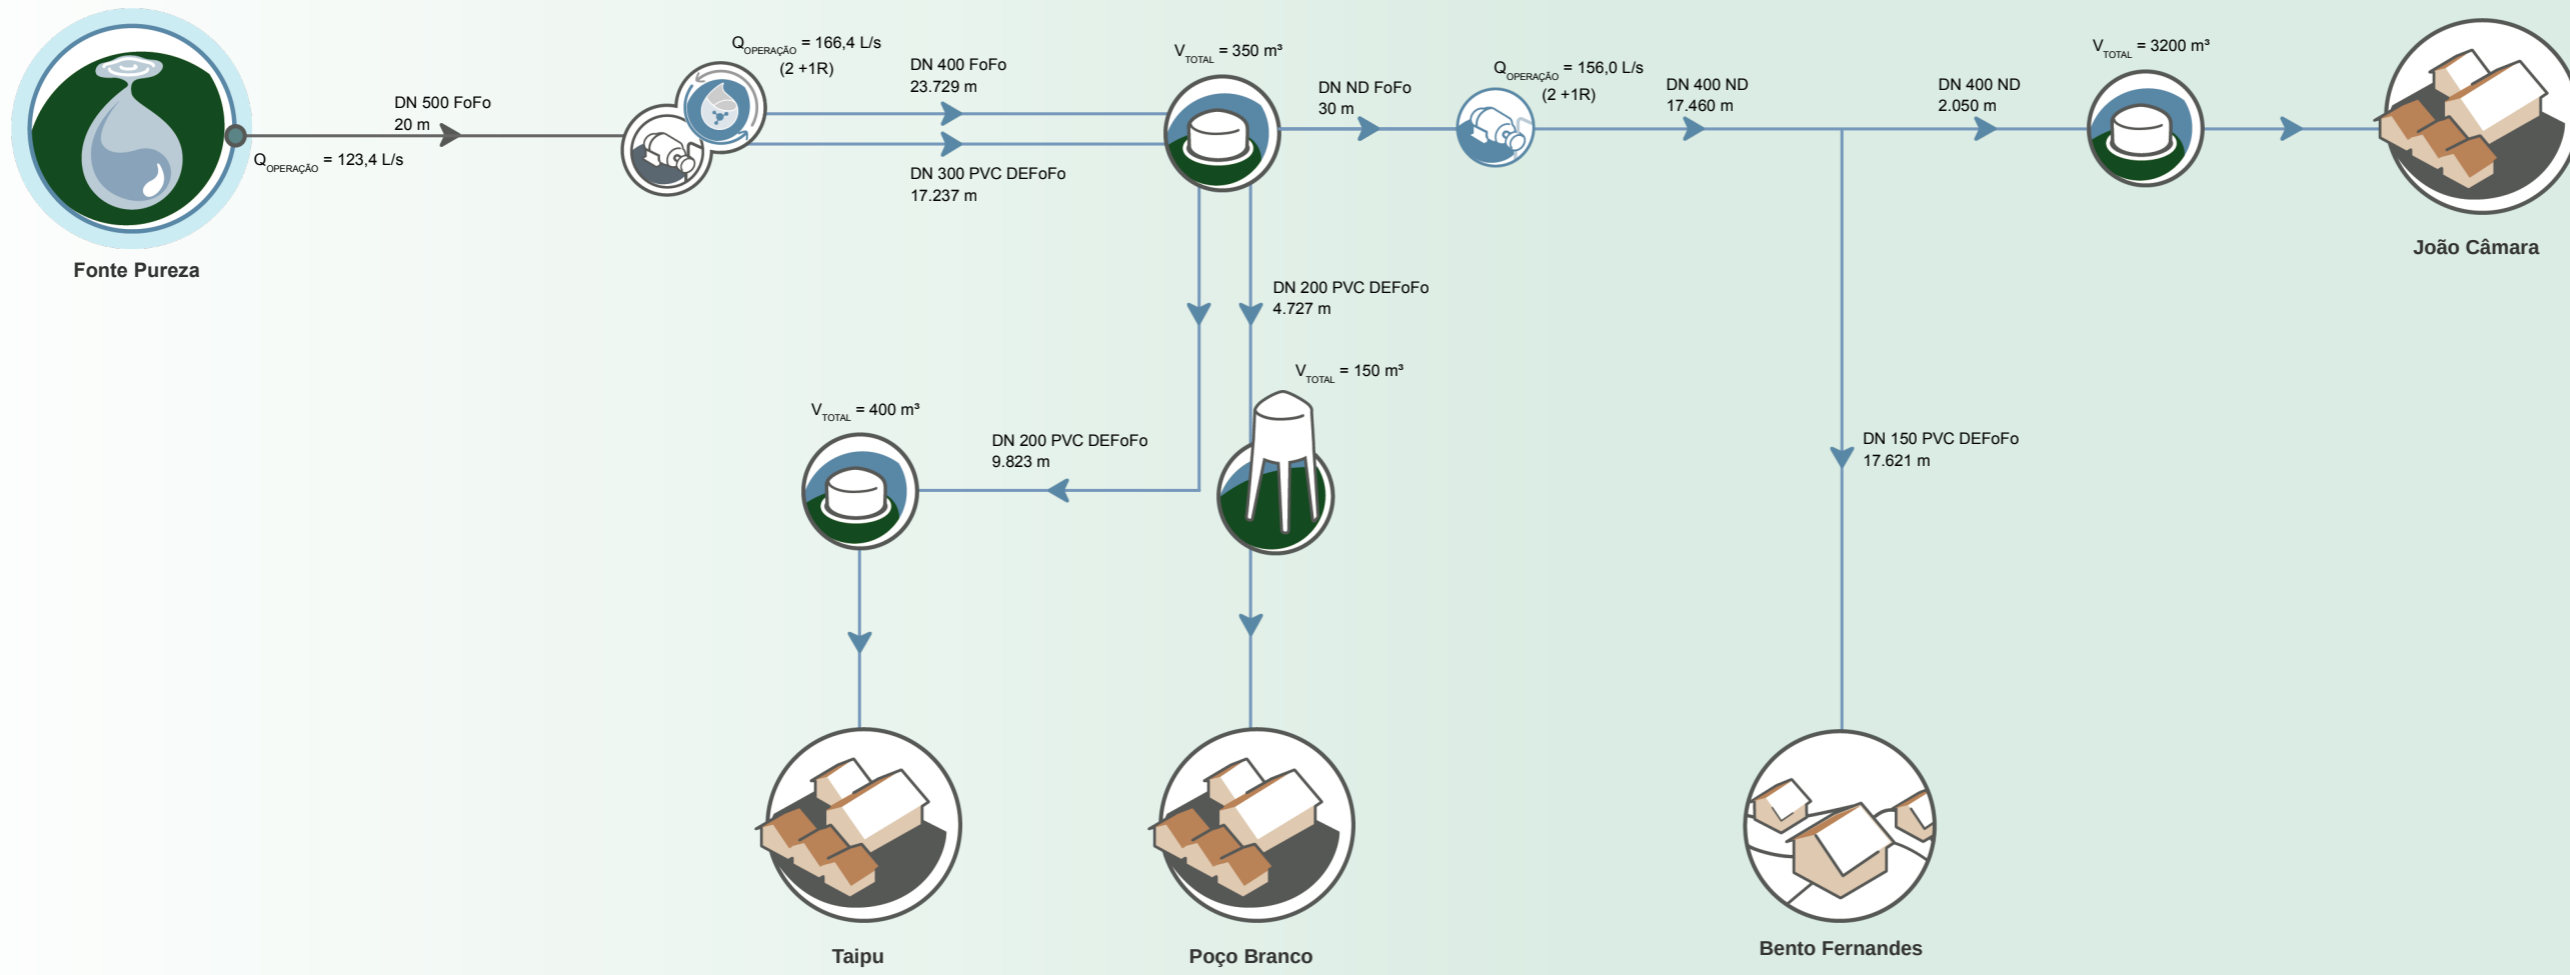 Q OPERAÇÃO = 166,4 L/s
(2 +1R)
V TOTAL = 350 m³
V TOTAL = 3200 m³
DN 500 FoFo
20 m
DN 400 FoFo
23.729 m
DN ND FoFo
30 m
Q OPERAÇÃO = 156,0 L/s
(2 +1R)
DN 400 ND
17.460 m
DN 400 ND
2.050 m
Q OPERAÇÃO = 123,4 L/s
DN 300 PVC DEFoFo
17.237 m
Fonte Pureza
João Câmara
DN 200 PVC DEFoFo
4.727 m
V TOTAL = 150 m³
V TOTAL = 400 m³
DN 200 PVC DEFoFo
9.823 m
DN 150 PVC DEFoFo
17.621 m
Taipu
Poço Branco
Bento Fernandes